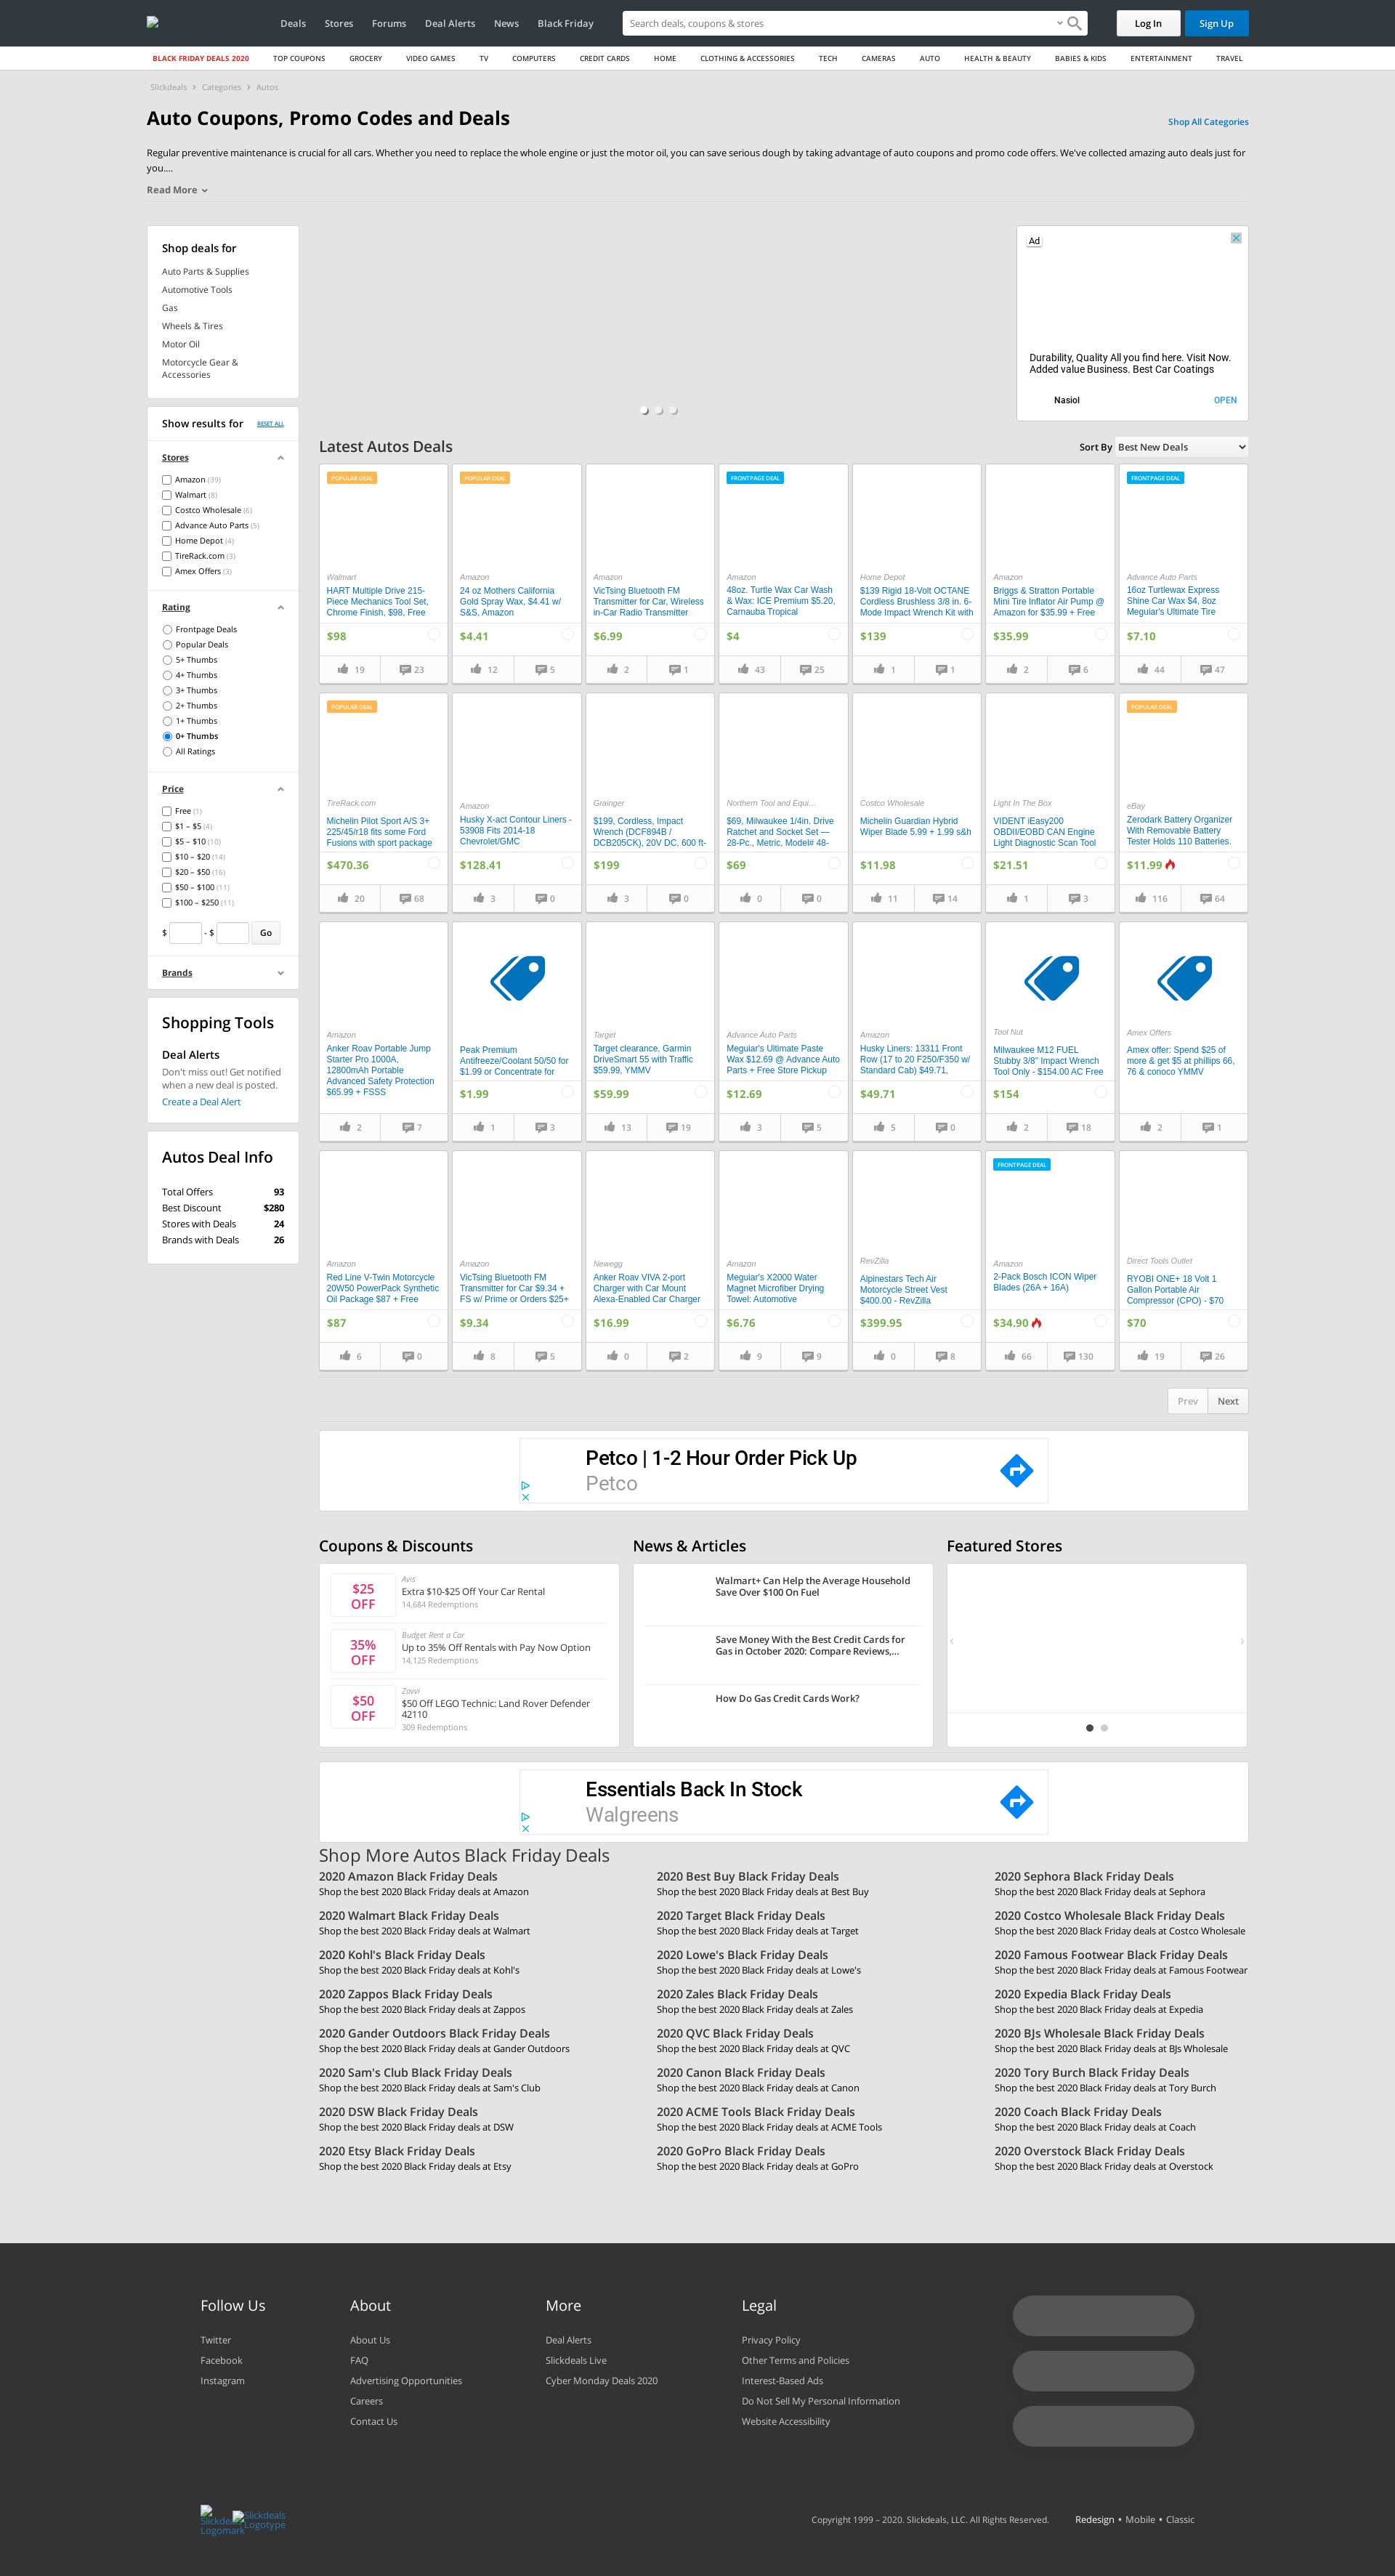 Deals Stores Forums Deal Alerts News Black Friday
Search deals, coupons & stores
Log In
Sign Up
BLACK FRIDAY DEALS 2020 TOP COUPONS GROCERY VIDEO GAMES TV COMPUTERS CREDIT CARDS HOME CLOTHING & ACCESSORIES TECH CAMERAS AUTO HEALTH & BEAUTY BABIES & KIDS ENTERTAINMENT TRAVEL
Slickdeals › Categories › Autos
Auto Coupons, Promo Codes and Deals
Shop All Categories
Regular preventive maintenance is crucial for all cars. Whether you need to replace the whole engine or just the motor oil, you can save serious dough by taking advantage of auto coupons and promo code offers. We've collected amazing auto deals just for
you....
Read More
Shop deals for
Auto Parts & Supplies
Automotive Tools
Gas
Wheels & Tires
Motor Oil
Motorcycle Gear &
Accessories
Show results for
RESET ALL
Stores
Amazon (39)
Walmart (8)
Costco Wholesale (6)
Advance Auto Parts (5)
Home Depot (4)
TireRack.com (3)
Amex Offers (3)
Rating
Frontpage Deals
Popular Deals
5+ Thumbs
4+ Thumbs
3+ Thumbs
2+ Thumbs
1+ Thumbs
0+ Thumbs
All Ratings
Price
Free (1)
$1 – $5 (4)
$5 – $10 (10)
$10 – $20 (14)
$20 – $50 (16)
$50 – $100 (11)
$100 – $250 (11)
$ - $ Go
Brands
Shopping Tools
Deal Alerts
Don't miss out! Get notified
when a new deal is posted.
Create a Deal Alert
Autos Deal Info
Total Offers 93
Best Discount $280
Stores with Deals 24
Brands with Deals 26
Ad
Durability, Quality All you find here. Visit Now.
Added value Business. Best Car Coatings
Nasiol
OPEN
Latest Autos Deals
Sort By Best New Deals
POPULAR DEAL
Walmart
HART Multiple Drive 215-
Piece Mechanics Tool Set,
Chrome Finish, $98, Free
$98
19 23
POPULAR DEAL
Amazon
24 oz Mothers California
Gold Spray Wax, $4.41 w/
S&S, Amazon
$4.41
12 5
Amazon
VicTsing Bluetooth FM
Transmitter for Car, Wireless
in-Car Radio Transmitter
$6.99
2 1
FRONTPAGE DEAL
Amazon
48oz. Turtle Wax Car Wash
& Wax: ICE Premium $5.20,
Carnauba Tropical
$4
43 25
Home Depot
$139 Rigid 18-Volt OCTANE
Cordless Brushless 3/8 in. 6-
Mode Impact Wrench Kit with
$139
1 1
Amazon
Briggs & Stratton Portable
Mini Tire Inflator Air Pump @
Amazon for $35.99 + Free
$35.99
2 6
FRONTPAGE DEAL
Advance Auto Parts
16oz Turtlewax Express
Shine Car Wax $4, 8oz
Meguiar's Ultimate Tire
$7.10
44 47
POPULAR DEAL
TireRack.com
Michelin Pilot Sport A/S 3+
225/45/r18 fits some Ford
Fusions with sport package
$470.36
20 68
Amazon
Husky X-act Contour Liners -
53908 Fits 2014-18
Chevrolet/GMC
$128.41
3 0
Grainger
$199, Cordless, Impact
Wrench (DCF894B /
DCB205CK), 20V DC, 600 ft-
$199
3 0
Northern Tool and Equi…
$69, Milwaukee 1/4in. Drive
Ratchet and Socket Set —
28-Pc., Metric, Model# 48-
$69
0 0
Costco Wholesale
Michelin Guardian Hybrid
Wiper Blade 5.99 + 1.99 s&h
$11.98
11 14
Light In The Box
VIDENT iEasy200
OBDII/EOBD CAN Engine
Light Diagnostic Scan Tool
$21.51
1 3
POPULAR DEAL
eBay
Zerodark Battery Organizer
With Removable Battery
Tester Holds 110 Batteries.
$11.99
116 64
Amazon
Anker Roav Portable Jump
Starter Pro 1000A,
12800mAh Portable
Advanced Safety Protection
$65.99 + FSSS
2 7
Peak Premium
Antifreeze/Coolant 50/50 for
$1.99 or Concentrate for
$1.99
1 3
Target
Target clearance, Garmin
DriveSmart 55 with Traffic
$59.99, YMMV
$59.99
13 19
Advance Auto Parts
Meguiar's Ultimate Paste
Wax $12.69 @ Advance Auto
Parts + Free Store Pickup
$12.69
3 5
Amazon
Husky Liners: 13311 Front
Row (17 to 20 F250/F350 w/
Standard Cab) $49.71,
$49.71
5 0
Tool Nut
Milwaukee M12 FUEL
Stubby 3/8" Impact Wrench
Tool Only - $154.00 AC Free
$154
2 18
Amex Offers
Amex offer: Spend $25 of
more & get $5 at phillips 66,
76 & conoco YMMV
2 1
Amazon
Red Line V-Twin Motorcycle
20W50 PowerPack Synthetic
Oil Package $87 + Free
$87
6 0
Amazon
VicTsing Bluetooth FM
Transmitter for Car $9.34 +
FS w/ Prime or Orders $25+
$9.34
8 5
Newegg
Anker Roav VIVA 2-port
Charger with Car Mount
Alexa-Enabled Car Charger
$16.99
0 2
Amazon
Meguiar's X2000 Water
Magnet Microfiber Drying
Towel: Automotive
$6.76
9 9
RevZilla
Alpinestars Tech Air
Motorcycle Street Vest
$400.00 - RevZilla
$399.95
0 8
FRONTPAGE DEAL
Amazon
2-Pack Bosch ICON Wiper
Blades (26A + 16A)
$34.90
66 130
Direct Tools Outlet
RYOBI ONE+ 18 Volt 1
Gallon Portable Air
Compressor (CPO) - $70
$70
19 26
Prev Next
Petco | 1-2 Hour Order Pick Up
Petco
Coupons & Discounts
$25
OFF
Avis
Extra $10-$25 Off Your Car Rental
14,684 Redemptions
35%
OFF
Budget Rent a Car
Up to 35% Off Rentals with Pay Now Option
14,125 Redemptions
$50
OFF
Zavvi
$50 Off LEGO Technic: Land Rover Defender
42110
309 Redemptions
News & Articles
Walmart+ Can Help the Average Household
Save Over $100 On Fuel
Save Money With the Best Credit Cards for
Gas in October 2020: Compare Reviews,...
How Do Gas Credit Cards Work?
Featured Stores
Essentials Back In Stock
Walgreens
Shop More Autos Black Friday Deals
2020 Amazon Black Friday Deals 2020 Best Buy Black Friday Deals 2020 Sephora Black Friday Deals
Shop the best 2020 Black Friday deals at Amazon Shop the best 2020 Black Friday deals at Best Buy Shop the best 2020 Black Friday deals at Sephora
2020 Walmart Black Friday Deals 2020 Target Black Friday Deals 2020 Costco Wholesale Black Friday Deals
Shop the best 2020 Black Friday deals at Walmart Shop the best 2020 Black Friday deals at Target Shop the best 2020 Black Friday deals at Costco Wholesale
2020 Kohl's Black Friday Deals 2020 Lowe's Black Friday Deals 2020 Famous Footwear Black Friday Deals
Shop the best 2020 Black Friday deals at Kohl's Shop the best 2020 Black Friday deals at Lowe's Shop the best 2020 Black Friday deals at Famous Footwear
2020 Zappos Black Friday Deals 2020 Zales Black Friday Deals 2020 Expedia Black Friday Deals
Shop the best 2020 Black Friday deals at Zappos Shop the best 2020 Black Friday deals at Zales Shop the best 2020 Black Friday deals at Expedia
2020 Gander Outdoors Black Friday Deals 2020 QVC Black Friday Deals 2020 BJs Wholesale Black Friday Deals
Shop the best 2020 Black Friday deals at Gander Outdoors Shop the best 2020 Black Friday deals at QVC Shop the best 2020 Black Friday deals at BJs Wholesale
2020 Sam's Club Black Friday Deals 2020 Canon Black Friday Deals 2020 Tory Burch Black Friday Deals
Shop the best 2020 Black Friday deals at Sam's Club Shop the best 2020 Black Friday deals at Canon Shop the best 2020 Black Friday deals at Tory Burch
2020 DSW Black Friday Deals 2020 ACME Tools Black Friday Deals 2020 Coach Black Friday Deals
Shop the best 2020 Black Friday deals at DSW Shop the best 2020 Black Friday deals at ACME Tools Shop the best 2020 Black Friday deals at Coach
2020 Etsy Black Friday Deals 2020 GoPro Black Friday Deals 2020 Overstock Black Friday Deals
Shop the best 2020 Black Friday deals at Etsy Shop the best 2020 Black Friday deals at GoPro Shop the best 2020 Black Friday deals at Overstock
Follow Us
Twitter
Facebook
Instagram
About
About Us
FAQ
Advertising Opportunities
Careers
Contact Us
More
Deal Alerts
Slickdeals Live
Cyber Monday Deals 2020
Legal
Privacy Policy
Other Terms and Policies
Interest-Based Ads
Do Not Sell My Personal Information
Website Accessibility
Slickdeals
Logomark
Slickdeals
Logotype
Copyright 1999 – 2020. Slickdeals, LLC. All Rights Reserved.
Redesign • Mobile • Classic